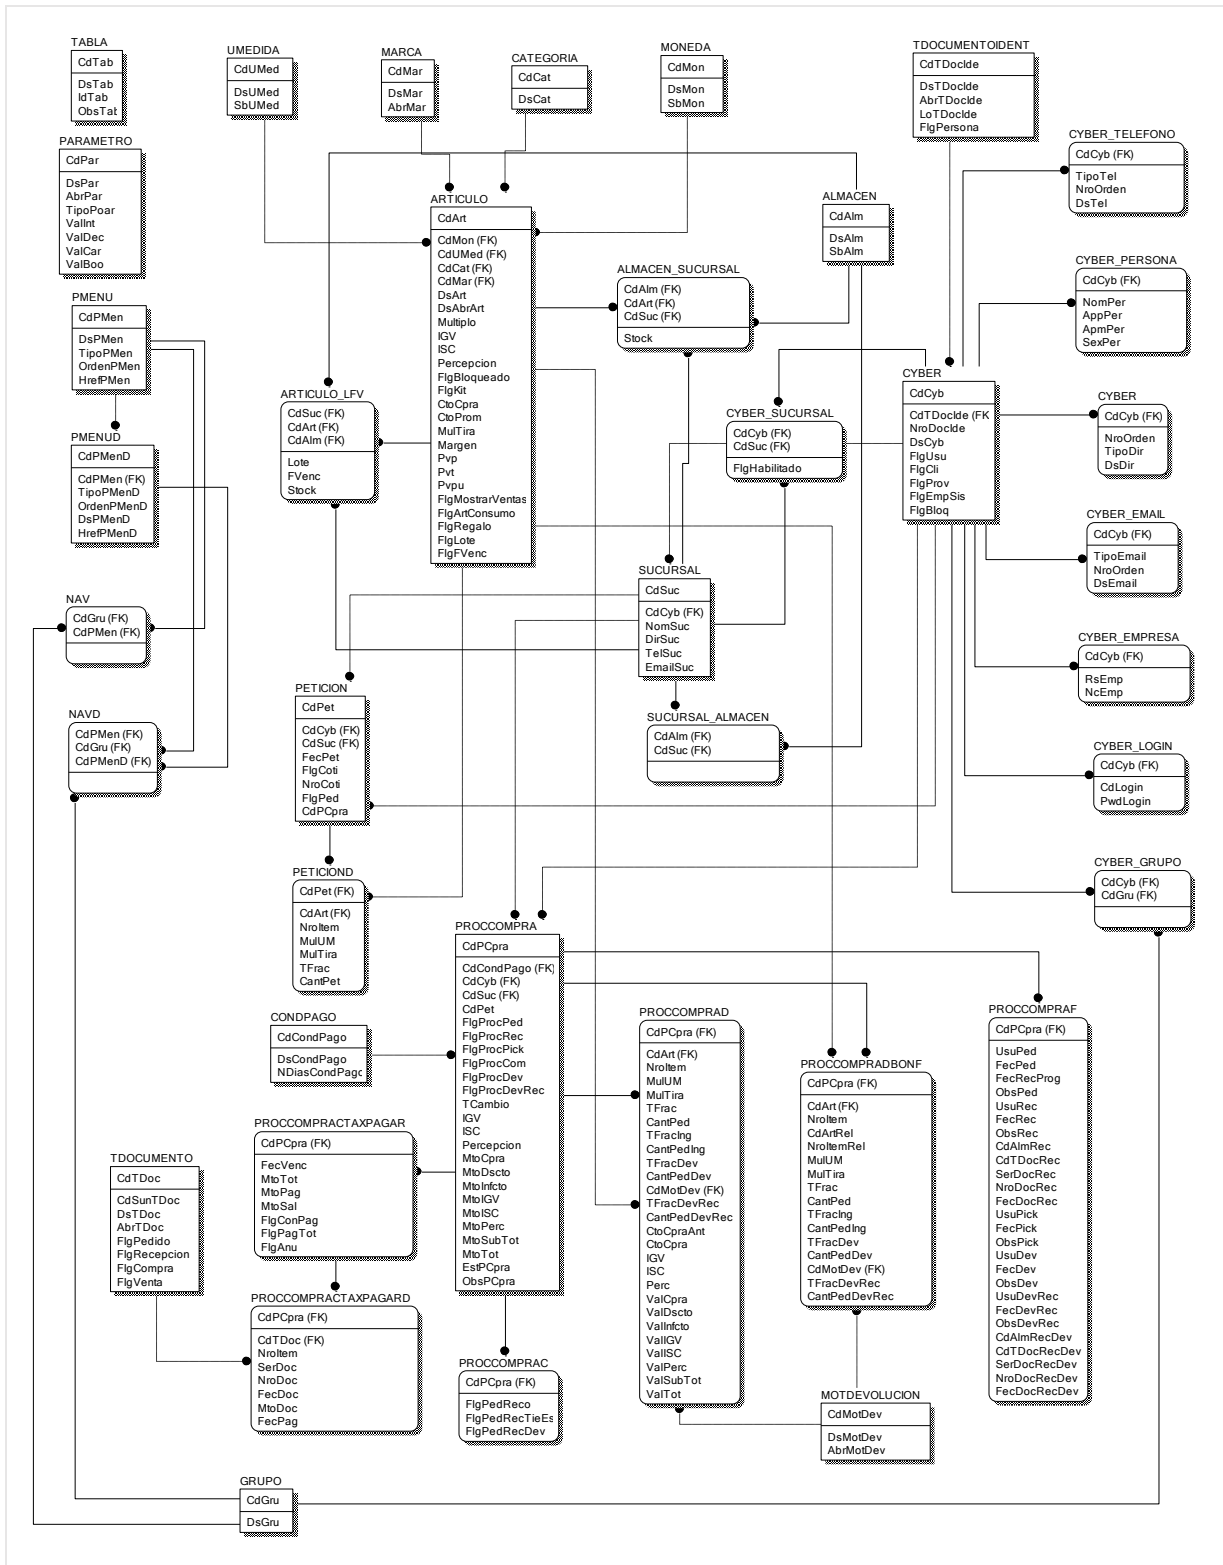 TABLA
CdTab
DsTab
IdTab
ObsTab
UMEDIDA
CdUMed
DsUMed
SbUMed
MARCA
CdMar
DsMar
AbrMar
CATEGORIA
CdCat
DsCat
MONEDA
CdMon
DsMon
SbMon
TDOCUMENTOIDENT
CdTDocIde
DsTDocIde
AbrTDocIde
LoTDocIde
FlgPersona
CYBER_TELEFONO
CdCyb (FK)
TipoTel
NroOrden
DsTel
PARAMETRO
CdPar
DsPar
AbrPar
TipoPoar
ValInt
ValDec
ValCar
ValBoo
ARTICULO
CdArt
CdMon (FK)
CdUMed (FK)
CdCat (FK)
CdMar (FK)
DsArt
DsAbrArt
Multiplo
IGV
ISC
Percepcion
FlgBloqueado
FlgKit
CtoCpra
CtoProm
MulTira
Margen
Pvp
Pvt
Pvpu
FlgMostrarVentas
FlgArtConsumo
FlgRegalo
FlgLote
FlgFVenc
ALMACEN
CdAlm
DsAlm
SbAlm
ALMACEN_SUCURSAL
CdAlm (FK)
CdArt (FK)
CdSuc (FK)
Stock
CYBER_PERSONA
CdCyb (FK)
NomPer
AppPer
ApmPer
SexPer
PMENU
CdPMen
DsPMen
TipoPMen
OrdenPMen
HrefPMen
ARTICULO_LFV
CdSuc (FK)
CdArt (FK)
CdAlm (FK)
Lote
FVenc
Stock
CYBER_SUCURSAL
CdCyb (FK)
CdSuc (FK)
FlgHabilitado
CYBER
CdCyb
CdTDocIde (FK
NroDocIde
DsCyb
FlgUsu
FlgCli
FlgProv
FlgEmpSis
FlgBloq
CYBER
CdCyb (FK)
NroOrden
TipoDir
DsDir
PMENUD
CdPMenD
CdPMen (FK)
TipoPMenD
OrdenPMenD
DsPMenD
HrefPMenD
CYBER_EMAIL
CdCyb (FK)
TipoEmail
NroOrden
DsEmail
SUCURSAL
CdSuc
CdCyb (FK)
NomSuc
DirSuc
TelSuc
EmailSuc
NAV
CdGru (FK)
CdPMen (FK)
CYBER_EMPRESA
CdCyb (FK)
RsEmp
NcEmp
PETICION
CdPet
CdCyb (FK)
CdSuc (FK)
FecPet
FlgCoti
NroCoti
FlgPed
CdPCpra
NAVD
CdPMen (FK)
CdGru (FK)
CdPMenD (FK)
SUCURSAL_ALMACEN
CdAlm (FK)
CdSuc (FK)
CYBER_LOGIN
CdCyb (FK)
CdLogin
PwdLogin
PETICIOND
CdPet (FK)
CdArt (FK)
NroItem
MulUM
MulTira
TFrac
CantPet
CYBER_GRUPO
CdCyb (FK)
CdGru (FK)
PROCCOMPRA
CdPCpra
CdCondPago (FK)
CdCyb (FK)
CdSuc (FK)
CdPet
FlgProcPed
FlgProcRec
FlgProcPick
FlgProcCom
FlgProcDev
FlgProcDevRec
TCambio
IGV
ISC
Percepcion
MtoCpra
MtoDscto
MtoInfcto
MtoIGV
MtoISC
MtoPerc
MtoSubTot
MtoTot
EstPCpra
ObsPCpra
CONDPAGO
CdCondPago
DsCondPago
NDiasCondPago
PROCCOMPRAD
CdPCpra (FK)
CdArt (FK)
NroItem
MulUM
MulTira
TFrac
CantPed
TFracIng
CantPedIng
TFracDev
CantPedDev
CdMotDev (FK)
TFracDevRec
CantPedDevRec
CtoCpraAnt
CtoCpra
IGV
ISC
Perc
ValCpra
ValDscto
ValInfcto
ValIGV
ValISC
ValPerc
ValSubTot
ValTot
PROCCOMPRADBONF
CdPCpra (FK)
CdArt (FK)
NroItem
CdArtRel
NroItemRel
MulUM
MulTira
TFrac
CantPed
TFracIng
CantPedIng
TFracDev
CantPedDev
CdMotDev (FK)
TFracDevRec
CantPedDevRec
PROCCOMPRAF
CdPCpra (FK)
UsuPed
FecPed
FecRecProg
ObsPed
UsuRec
FecRec
ObsRec
CdAlmRec
CdTDocRec
SerDocRec
NroDocRec
FecDocRec
UsuPick
FecPick
ObsPick
UsuDev
FecDev
ObsDev
UsuDevRec
FecDevRec
ObsDevRec
CdAlmRecDev
CdTDocRecDev
SerDocRecDev
NroDocRecDev
FecDocRecDev
PROCCOMPRACTAXPAGAR
CdPCpra (FK)
FecVenc
MtoTot
MtoPag
MtoSal
FlgConPag
FlgPagTot
FlgAnu
TDOCUMENTO
CdTDoc
CdSunTDoc
DsTDoc
AbrTDoc
FlgPedido
FlgRecepcion
FlgCompra
FlgVenta
PROCCOMPRACTAXPAGARD
CdPCpra (FK)
CdTDoc (FK)
NroItem
SerDoc
NroDoc
FecDoc
MtoDoc
FecPag
PROCCOMPRAC
CdPCpra (FK)
FlgPedReco
FlgPedRecTieEs
FlgPedRecDev
MOTDEVOLUCION
CdMotDev
DsMotDev
AbrMotDev
GRUPO
CdGru
DsGru